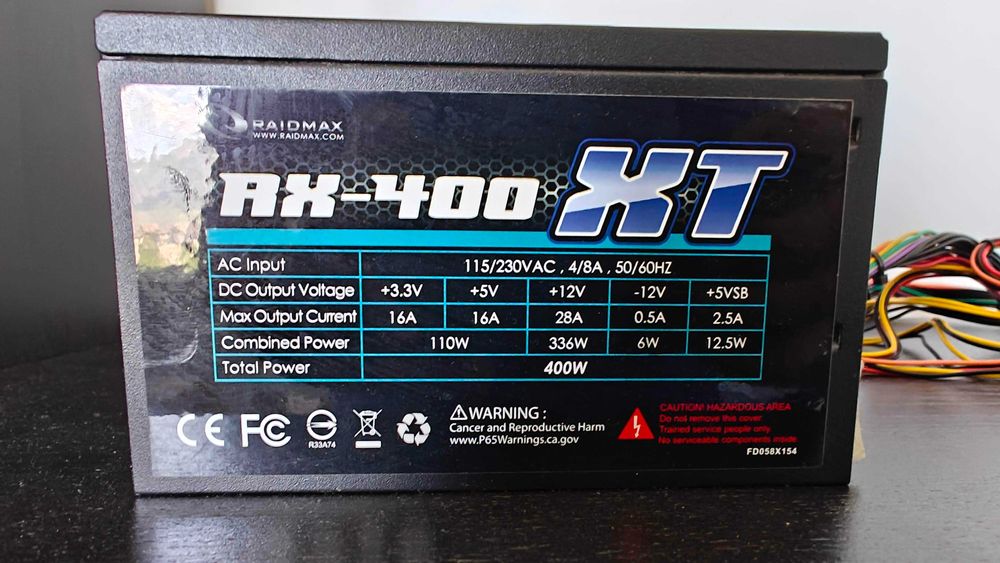 RAIDMAX
WWW.RAIDMAX.COM
RX-400 XT
AC Input 115/230VAC , 4/8A , 50/60HZ
DC Output Voltage +3.3V +5V +12V -12V +5VSB
Max Output Current 16A 16A 28A 0.5A 2.5A
Combined Power 110W 336W 6W 12.5W
Total Power 400W
CE FC
R33A74
WARNING :
Cancer and Reproductive Harm
www.P65Warnings.ca.gov
CAUTION! HAZARDOUS AREA
Do not remove this cover
Trained service people only
No serviceable components inside
FD058X154